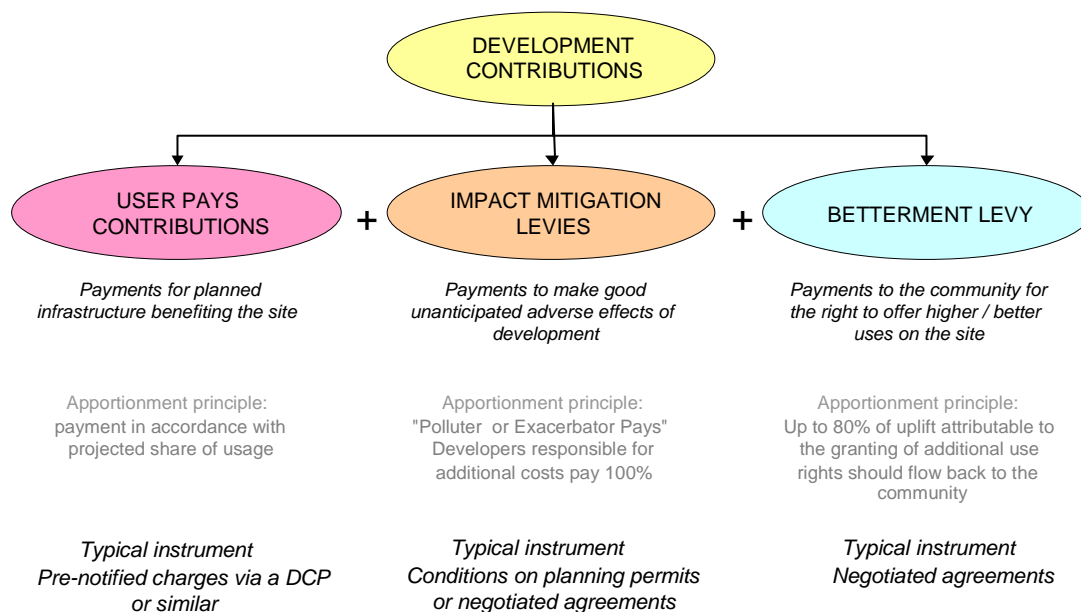 DEVELOPMENT
CONTRIBUTIONS
USER PAYS
CONTRIBUTIONS
+
IMPACT MITIGATION
LEVIES
+
BETTERMENT LEVY
Payments for planned
infrastructure benefiting the site
Payments to make good
unanticipated adverse effects of
development
Payments to the community for
the right to offer higher / better
uses on the site
Apportionment principle:
payment in accordance with
projected share of usage
Apportionment principle:
"Polluter or Exacerbator Pays"
Developers responsible for
additional costs pay 100%
Apportionment principle:
Up to 80% of uplift attributable to
the granting of additional use
rights should flow back to the
community
Typical instrument
Pre-notified charges via a DCP
or similar
Typical instrument
Conditions on planning permits
or negotiated agreements
Typical instrument
Negotiated agreements